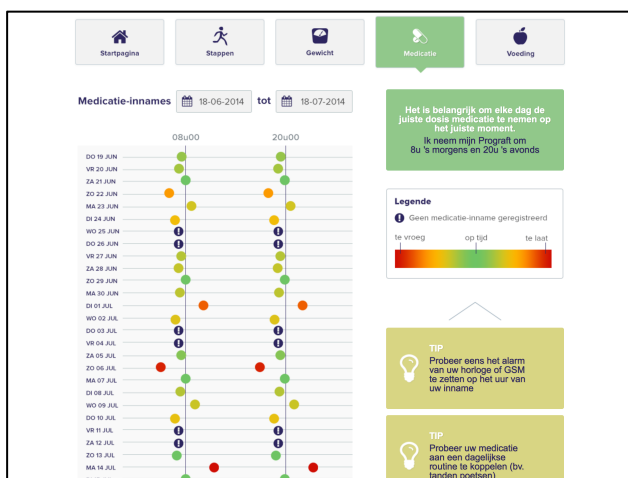 Startpagina
Stappen
Gewicht
Medicatie
Voeding
Medicatie-innames 18-06-2014 tot 18-07-2014
08u00 20u00
DO 19 JUN
VR 20 JUN
ZA 21 JUN
ZO 22 JUN
MA 23 JUN
DI 24 JUN
WO 25 JUN
DO 26 JUN
VR 27 JUN
ZA 28 JUN
ZO 29 JUN
MA 30 JUN
DI 01 JUL
WO 02 JUL
DO 03 JUL
VR 04 JUL
ZA 05 JUL
ZO 06 JUL
MA 07 JUL
DI 08 JUL
WO 09 JUL
DO 10 JUL
VR 11 JUL
ZA 12 JUL
ZO 13 JUL
MA 14 JUL
Het is belangrijk om elke dag de
juiste dosis medicatie te nemen op
het juiste moment.
Ik neem mijn Prograft om
8u 's morgens en 20u 's avonds
Legende
Geen medicatie-inname geregistreerd
te vroeg op tijd te laat
TIP
Probeer eens het alarm
van uw horloge of GSM
te zetten op het uur van
uw inname
TIP
Probeer uw medicatie
aan een dagelijkse
routine te koppelen (bv.
tanden poetsen)